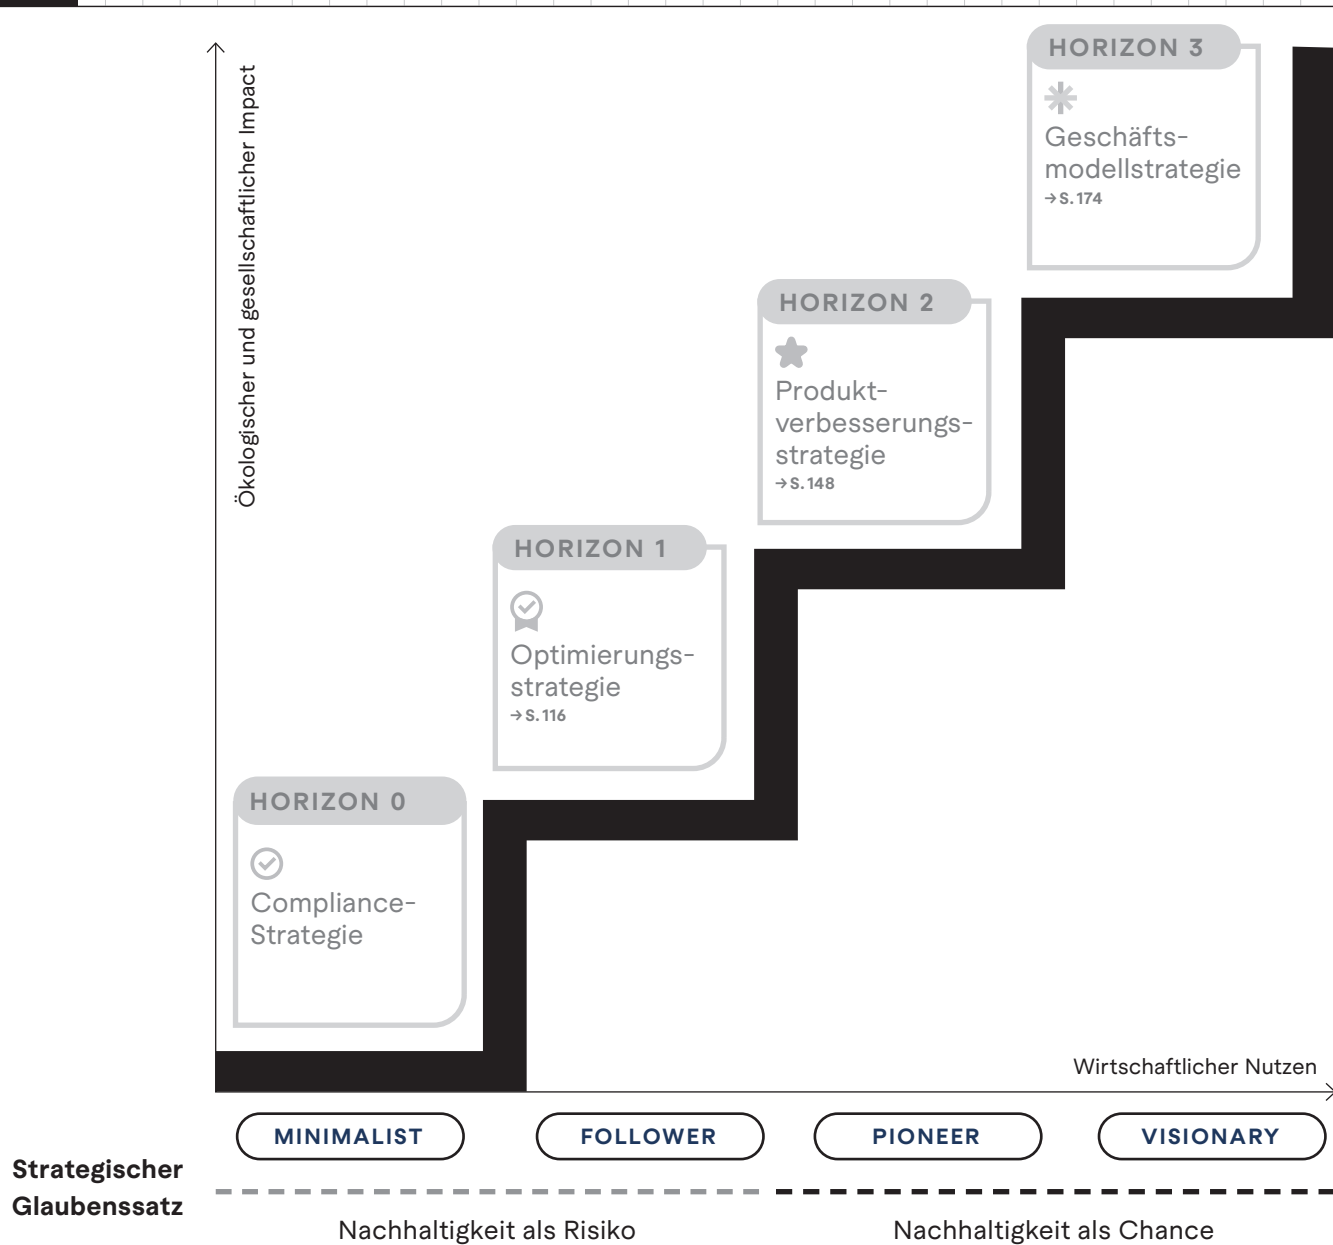 Ökologischer und gesellschaftlicher Impact
HORIZON 3
Geschäfts-
modellstrategie
→ S. 174
HORIZON 2
Produkt-
verbesserungs-
strategie
→ S. 148
HORIZON 1
Optimierungs-
strategie
→ S. 116
HORIZON 0
Compliance-
Strategie
Wirtschaftlicher Nutzen
MINIMALIST
FOLLOWER
PIONEER
VISIONARY
Strategischer
Glaubenssatz
Nachhaltigkeit als Risiko
Nachhaltigkeit als Chance